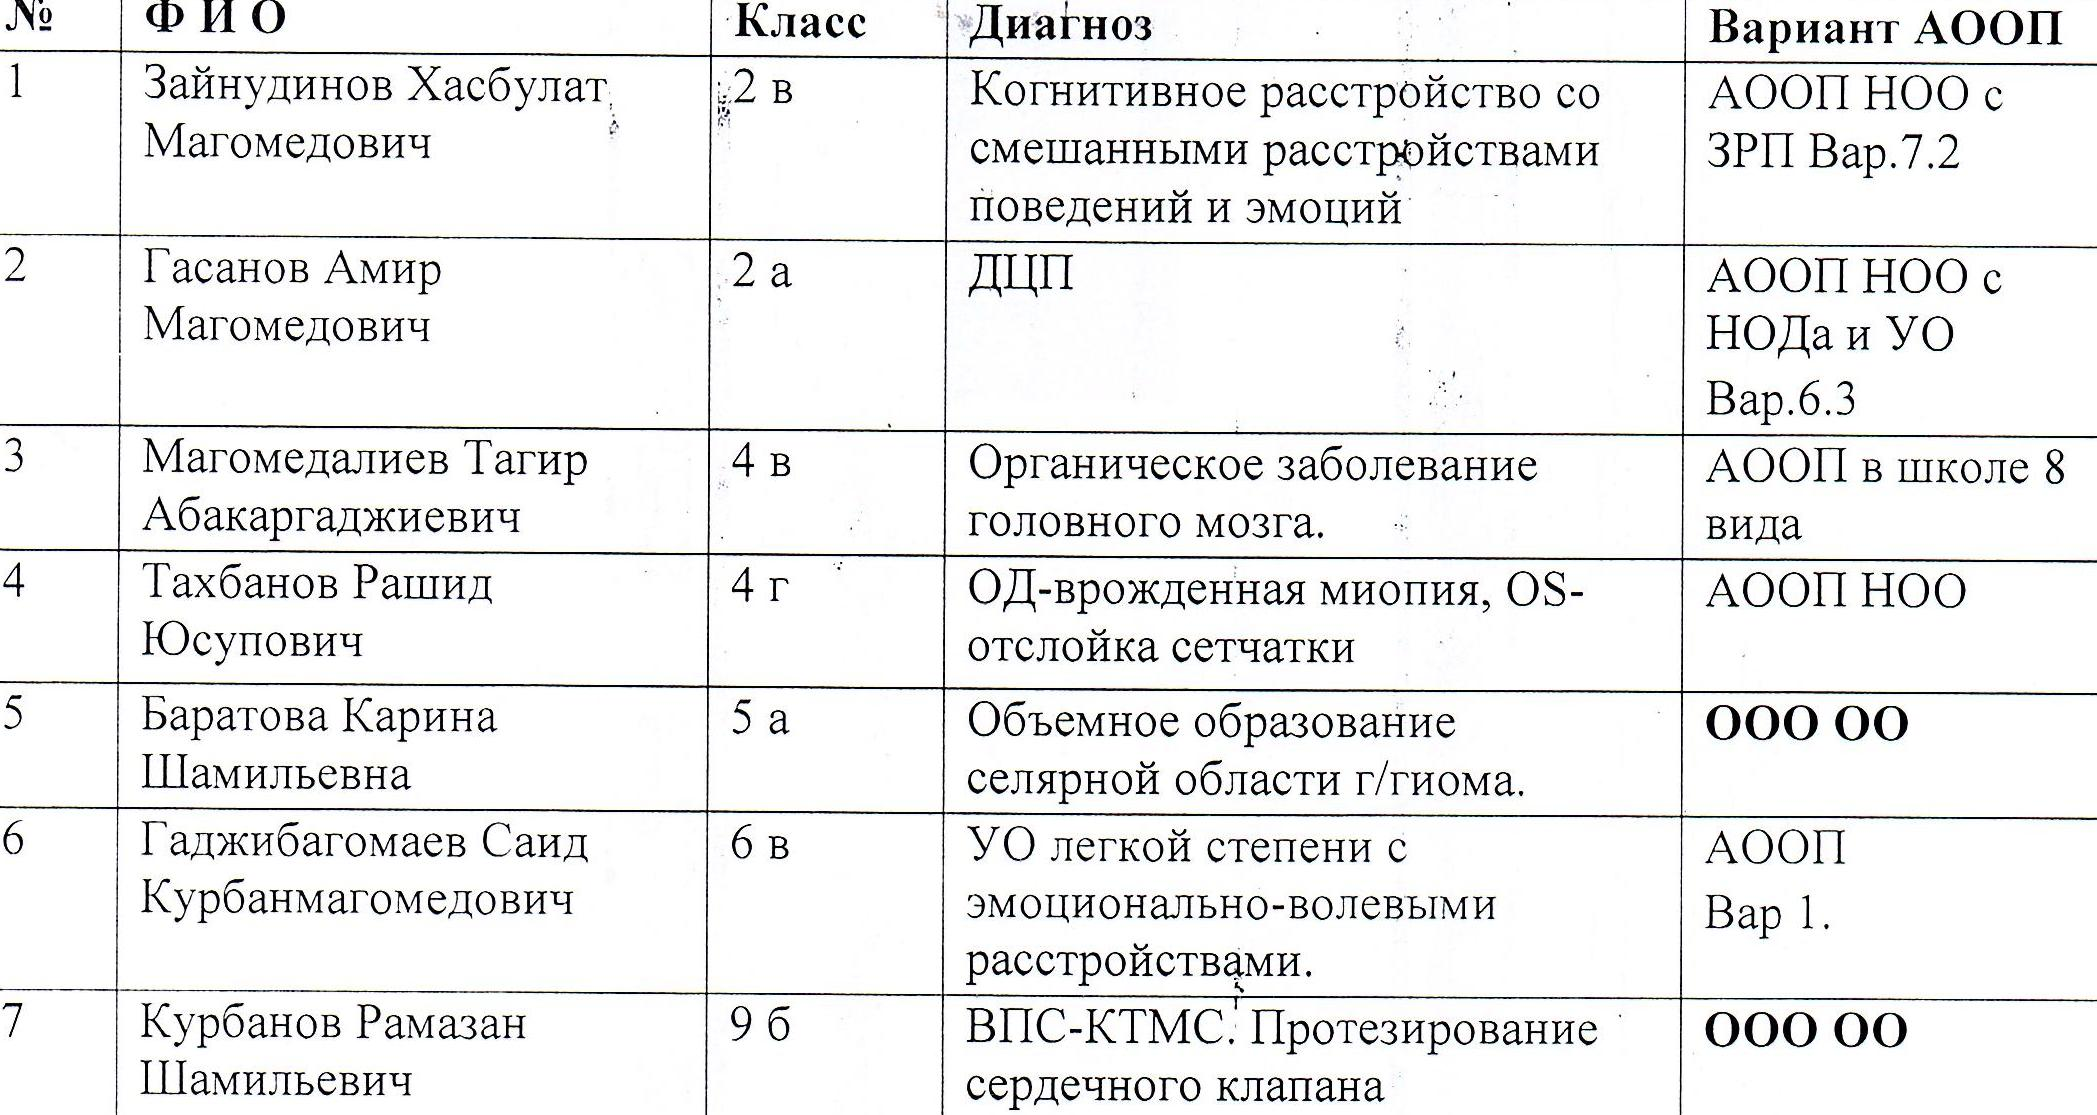 № Ф И О Класс Диагноз Вариант АООП
1 Зайнудинов Хасбулат 2 в Когнитивное расстройство со АООП НОО с
Магомедович смешанными расстройствами ЗРП Вар.7.2
поведений и эмоций
2 Гасанов Амир 2 а ДЦП АООП НОО с
Магомедович НОДа и УО
Вар.6.3
3 Магомедалиев Тагир 4 в Органическое заболевание АООП в школе 8
Абакаргаджиевич головного мозга. вида
4 Тахбанов Рашид 4 г ОД-врожденная миопия, OS- АООП НОО
Юсупович отслойка сетчатки
5 Баратова Карина 5 а Объемное образование ООО ОО
Шамильевна селярной области г/гиома.
6 Гаджибагомаев Саид 6 в УО легкой степени с АООП
Курбанмагомедович эмоционально-волевыми Вар 1.
расстройствами.
7 Курбанов Рамазан 9 б ВПС-КТМС. Протезирование ООО ОО
Шамильевич сердечного клапана